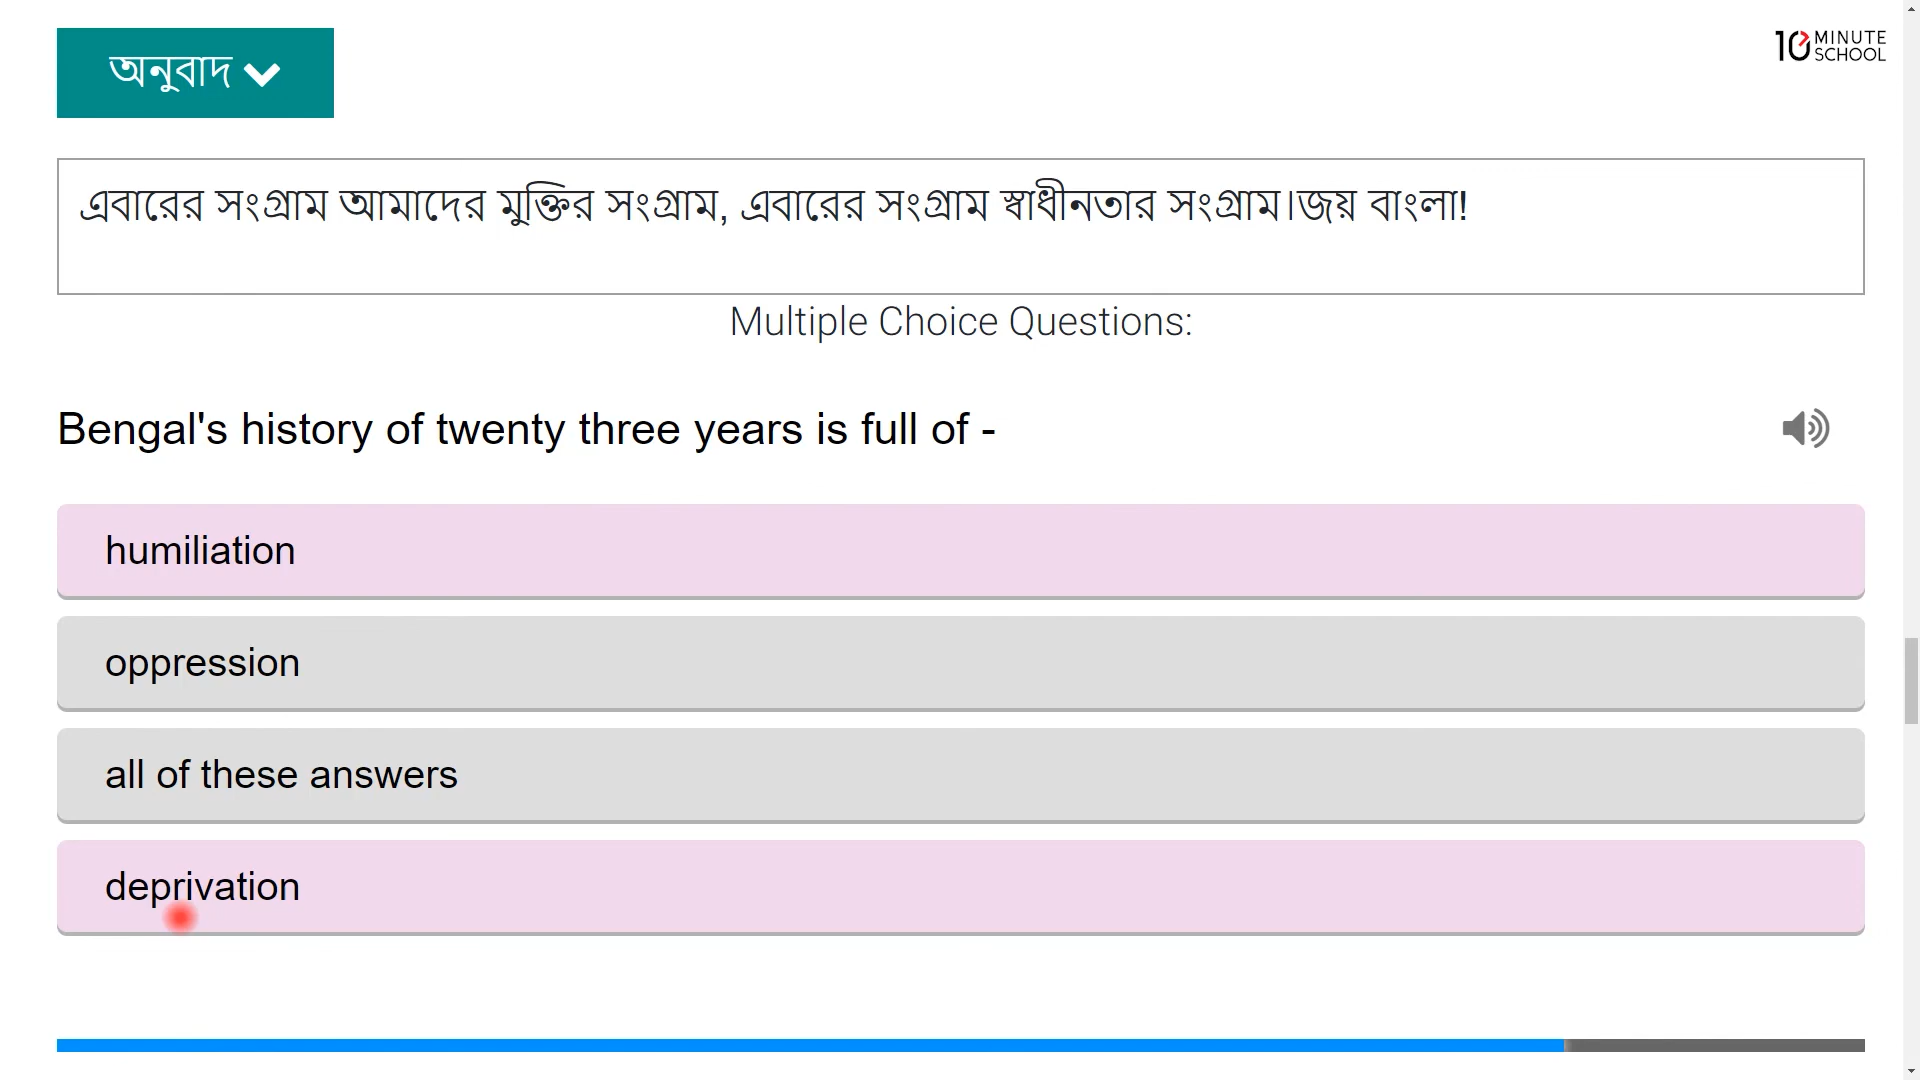 অনুবাদ
10 MINUTE SCHOOL
এবারের সংগ্রাম আমাদের মুক্তির সংগ্রাম, এবারের সংগ্রাম স্বাধীনতার সংগ্রাম।জয় বাংলা!
Multiple Choice Questions:
Bengal's history of twenty three years is full of -
humiliation
oppression
all of these answers
deprivation